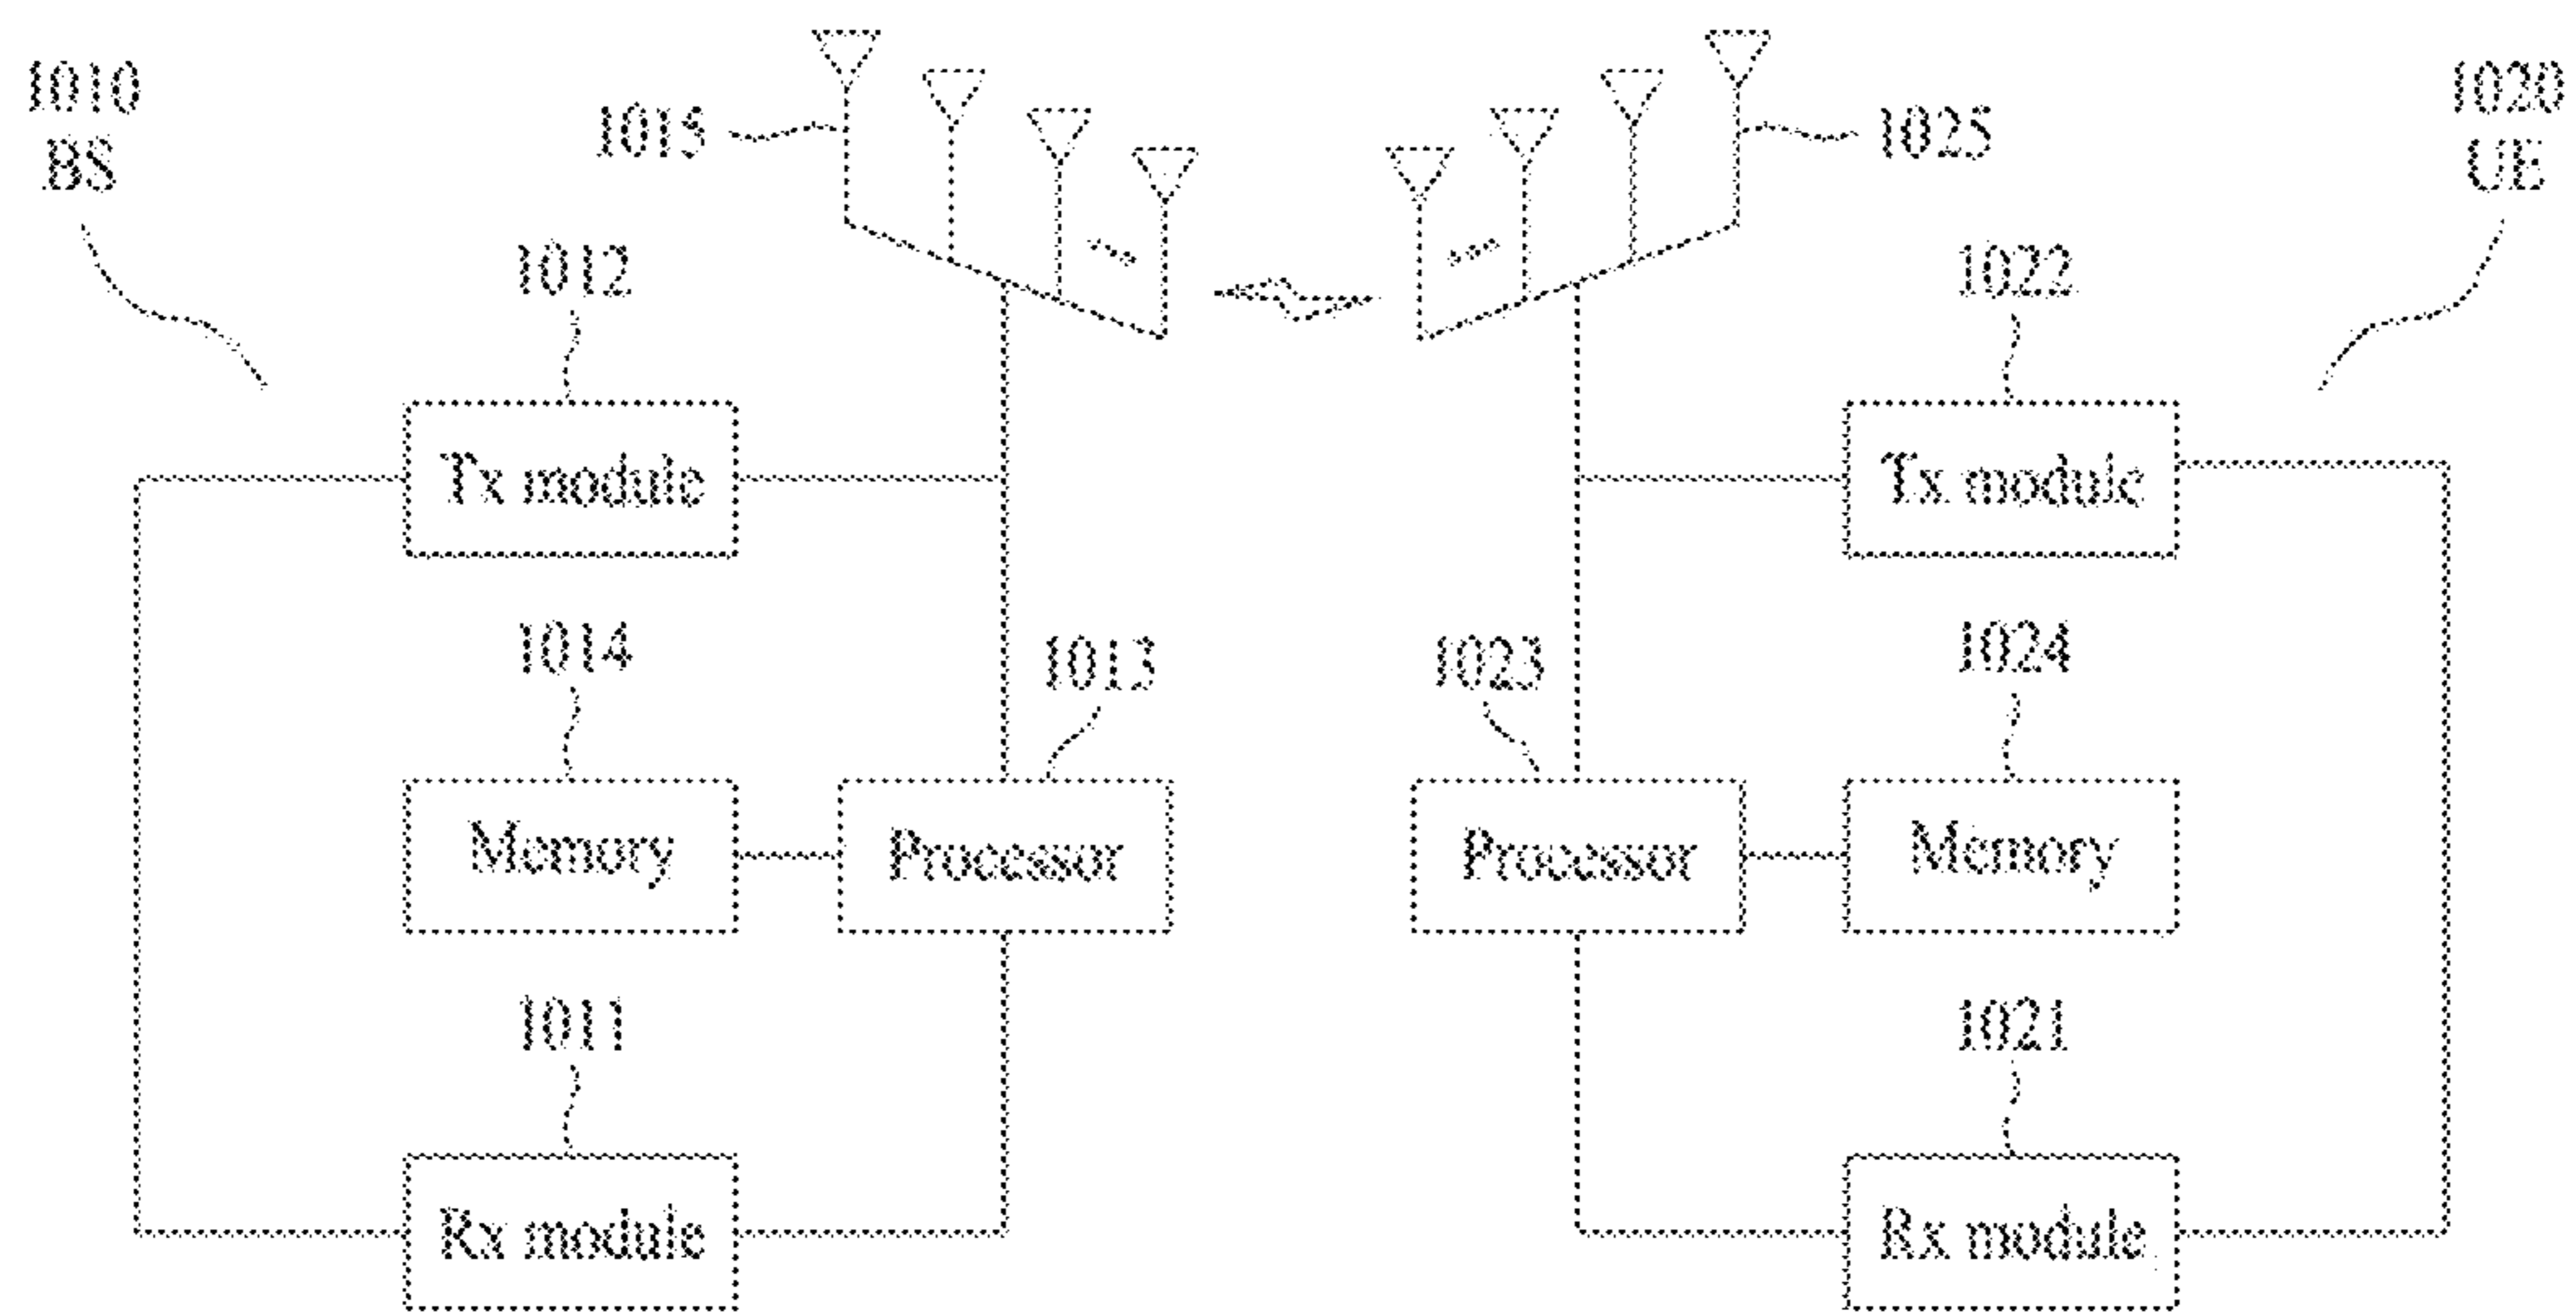 1010
BS
1015
1025
1020
UE
1012
1022
Tx module
Tx module
1014
1013
1023
1024
Memory
Processor
Processor
Memory
1011
1021
Rx module
Rx module